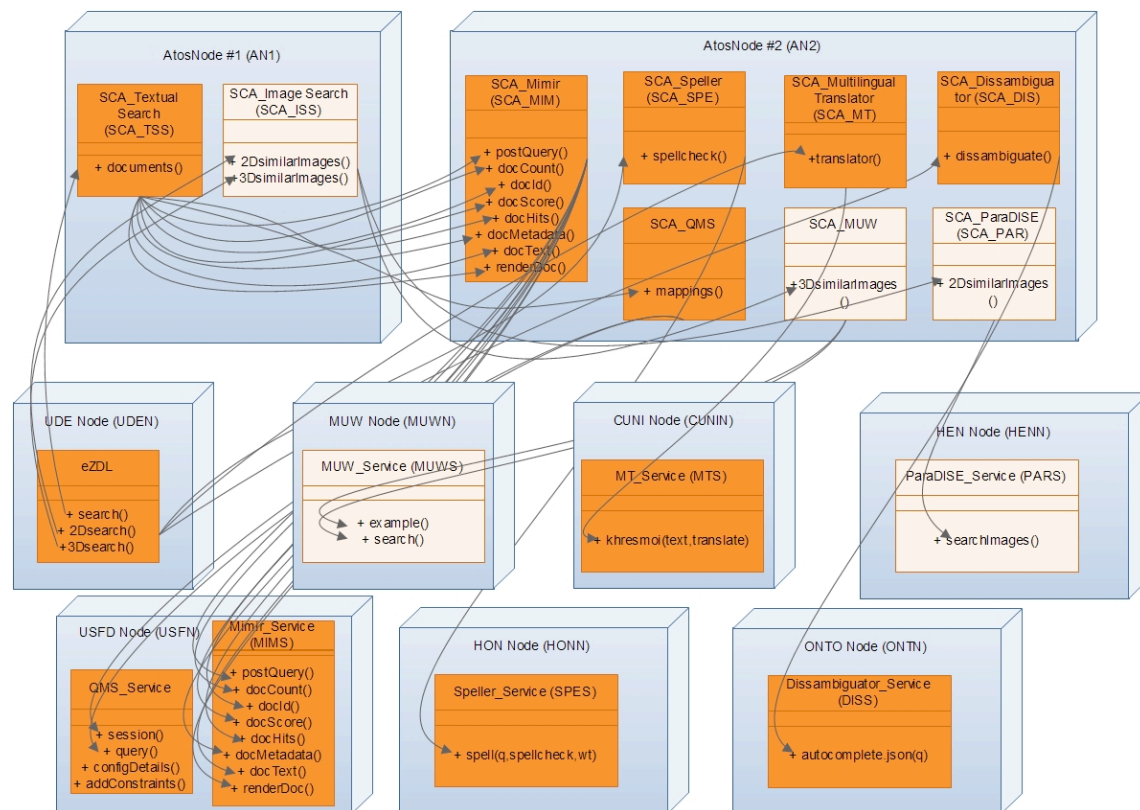 AtosNode #1 (AN1)
SCA_Textual
Search
(SCA_TSS)
+ documents()
SCA_Image Search
(SCA_ISS)
+ 2DsimilarImages()
+3DsimilarImages()
AtosNode #2 (AN2)
SCA_Mimir
(SCA_MIM)
+ postQuery()
+ docCount()
+ docId()
+ docScore()
+ docHits()
+ docMetadata()
+ docText()
+ renderDoc()
SCA_Speller
(SCA_SPE)
+ spellcheck()
SCA_Multilingual
Translator
(SCA_MT)
+translator()
SCA_Dissambigua
tor (SCA_DIS)
+ dissambiguate()
SCA_QMS
+ mappings()
SCA_MUW
+3DsimilarImages
()
SCA_ParaDISE
(SCA_PAR)
+ 2DsimilarImages
()
UDE Node (UDEN)
eZDL
+ search()
+ 2Dsearch()
+3Dsearch()
MUW Node (MUWN)
MUW_Service (MUWS)
+ example()
+ search()
CUNI Node (CUNIN)
MT_Service (MTS)
+ khresmoi(text,translate)
HEN Node (HENN)
ParaDISE_Service (PARS)
+ searchImages()
USFD Node (USFN)
QMS_Service
+ session()
+ query()
+ configDetails()
+ addConstraints()
Mimir_Service
(MIMS)
+ postQuery()
+ docCount()
+ docId()
+ docScore()
+ docHits()
+ docMetadata()
+ docText()
+ renderDoc()
HON Node (HONN)
Speller_Service (SPES)
+ spell(q,spellcheck,wt)
ONTO Node (ONTN)
Dissambiguator_Service
(DISS)
+ autocomplete.json(q)